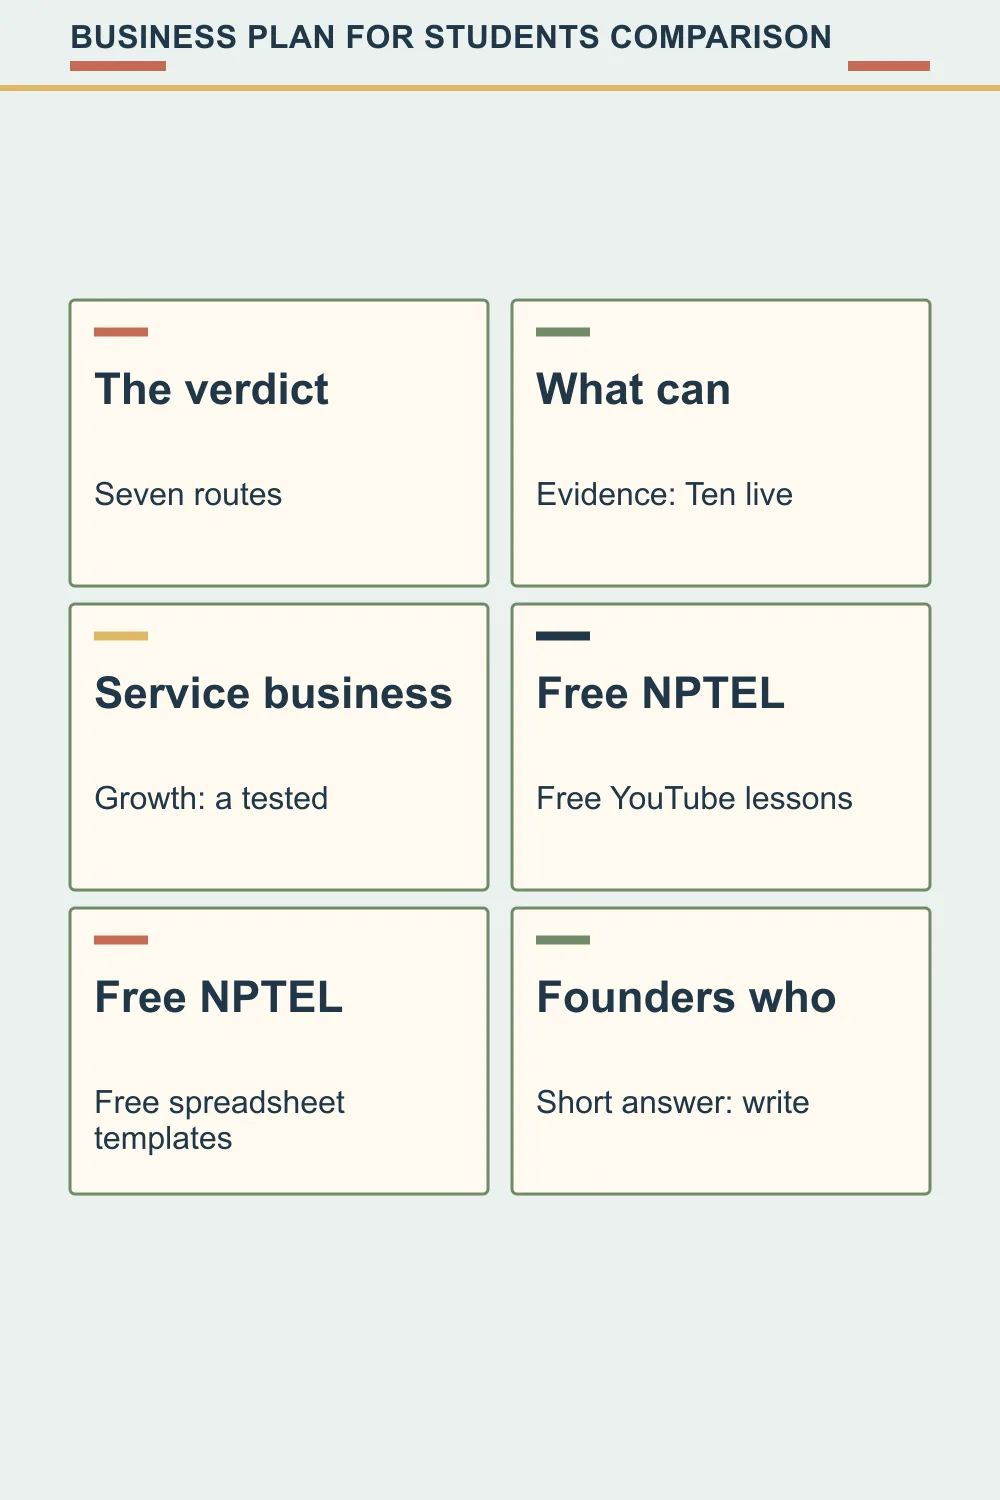 BUSINESS PLAN FOR STUDENTS COMPARISON
The verdict
Seven routes
What can
Evidence: Ten live
Service business
Growth: a tested
Free NPTEL
Free YouTube lessons
Free NPTEL
Free spreadsheet
templates
Founders who
Short answer: write